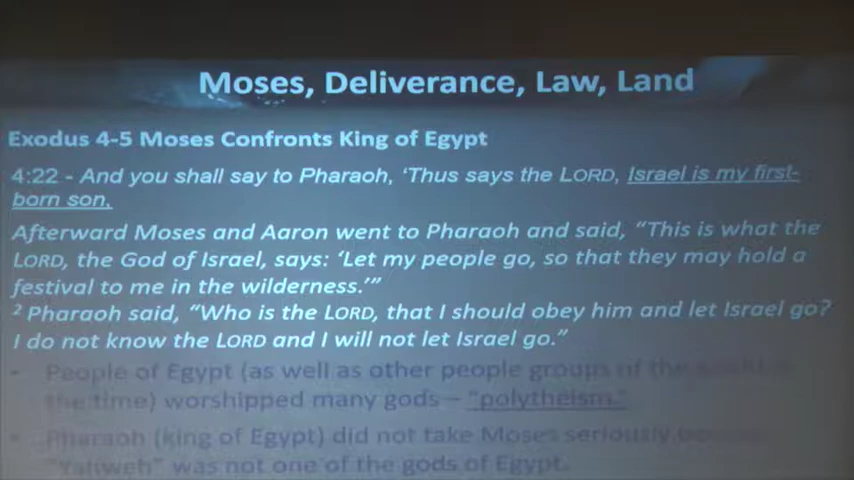 Moses, Deliverance, Law, Land
Exodus 4-5 Moses Confronts King of Egypt
4:22 - And you shall say to Pharaoh, ‘Thus says the LORD, Israel is my first-
born son.
Afterward Moses and Aaron went to Pharaoh and said, “This is what the
LORD, the God of Israel, says: ‘Let my people go, so that they may hold a
festival to me in the wilderness.’”
² Pharaoh said, “Who is the LORD, that I should obey him and let Israel go?
I do not know the LORD and I will not let Israel go.”
• People of Egypt (as well as other people groups of the
the time) worshipped many gods – “polytheism.”
• Pharaoh (king of Egypt) did not take Moses seriously
“Yahweh” was not one of the gods of Egypt.